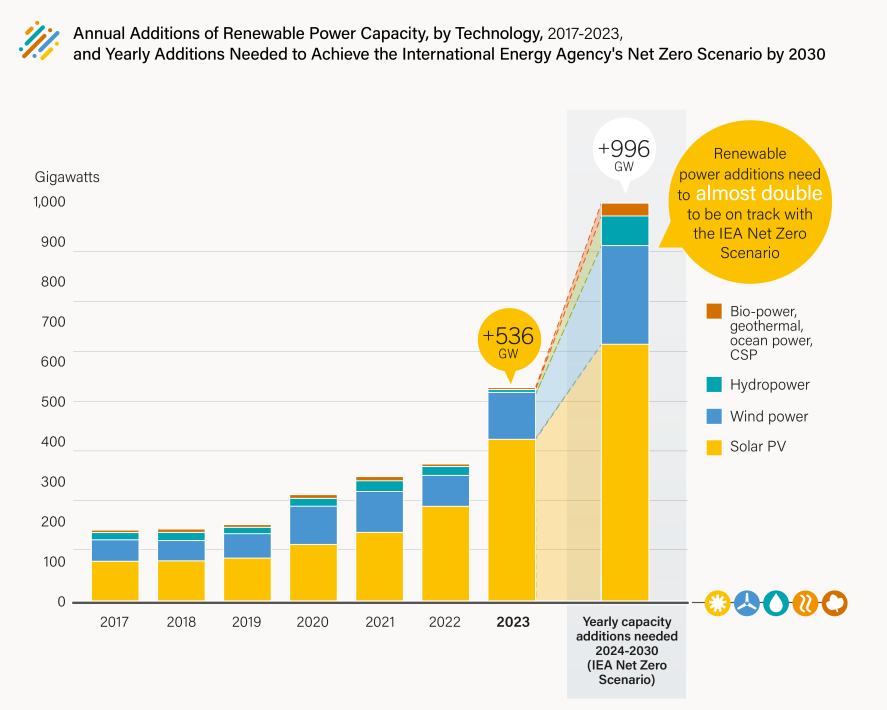 Annual Additions of Renewable Power Capacity, by Technology, 2017-2023,
and Yearly Additions Needed to Achieve the International Energy Agency's Net Zero Scenario by 2030
+996
GW
Renewable
power additions need
to almost double
to be on track with
the IEA Net Zero
Scenario
Gigawatts
1,000
900
800
700
600
500
400
300
200
100
0
+536
GW
Bio-power,
geothermal,
ocean power,
CSP
Hydropower
Wind power
Solar PV
2017
2018
2019
2020
2021
2022
2023
Yearly capacity
additions needed
2024-2030
(IEA Net Zero
Scenario)